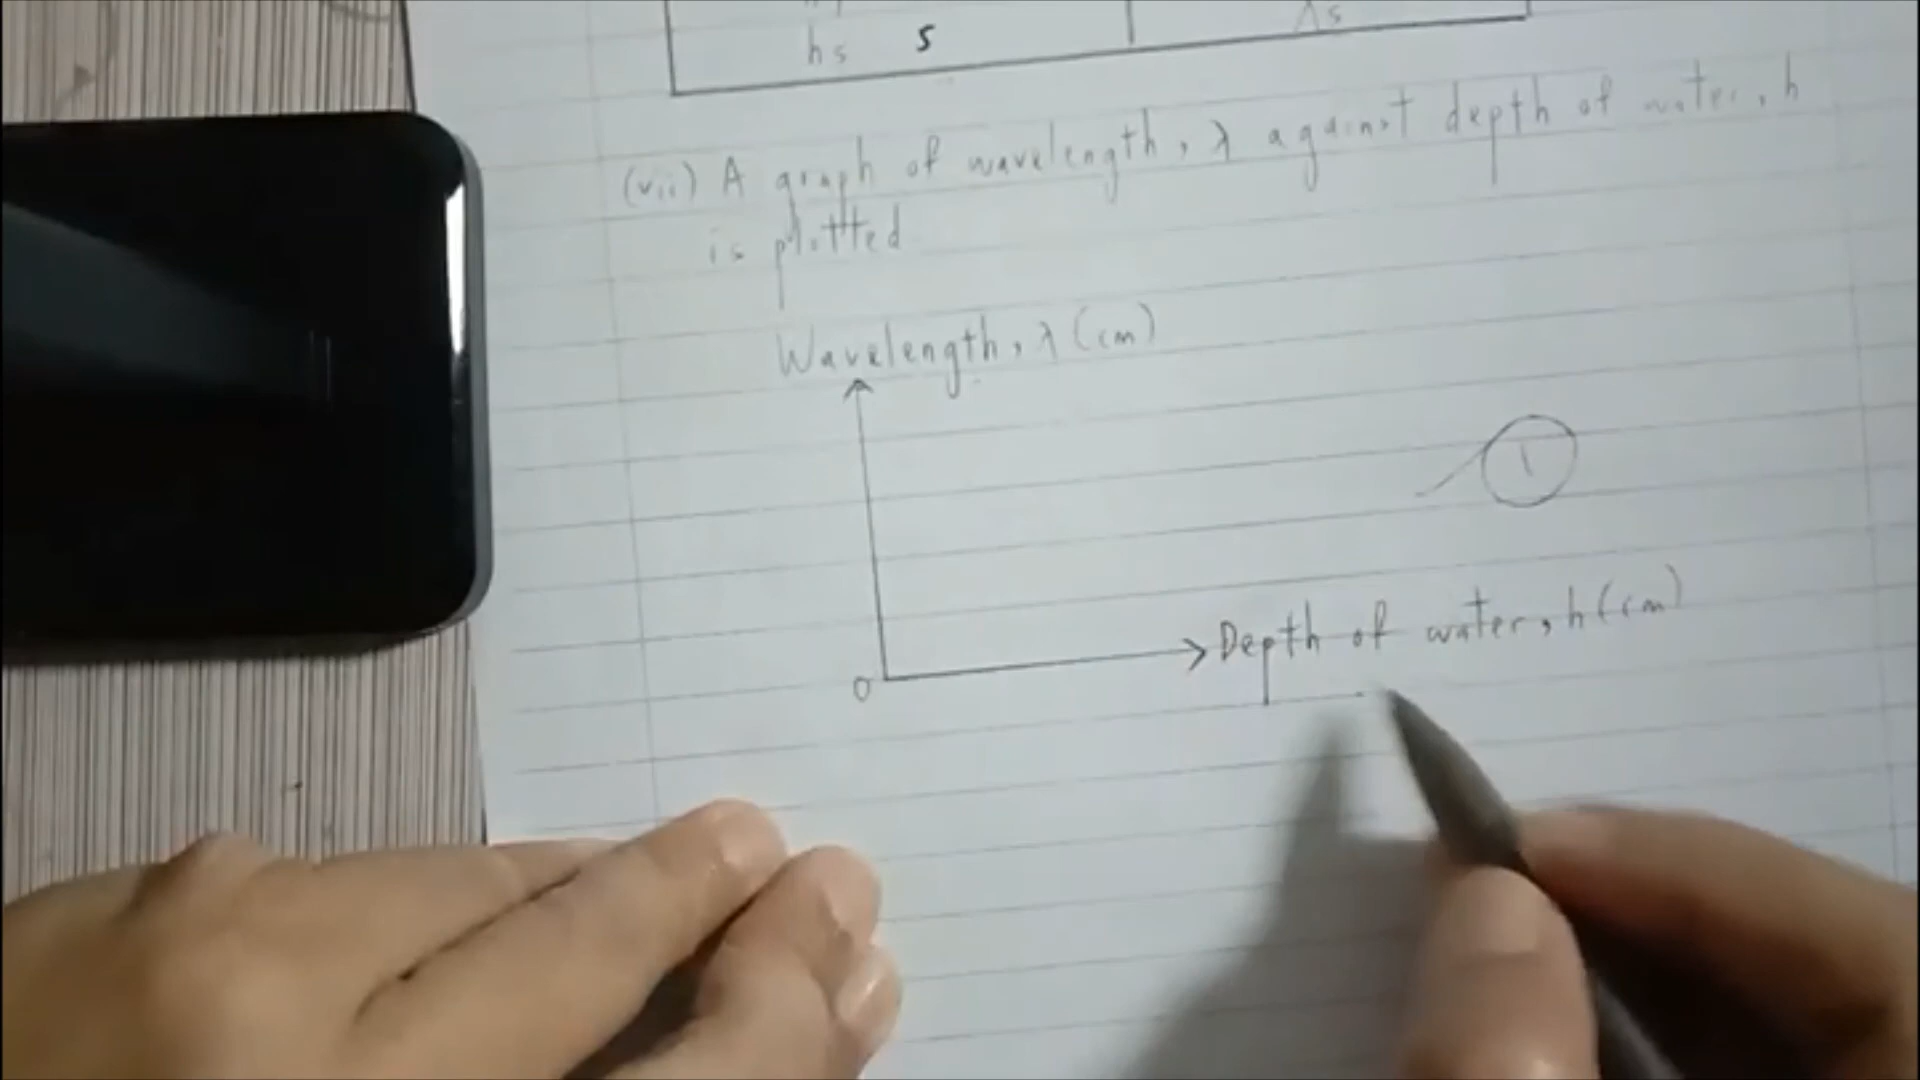 hs 5 λs
(vii) A graph of wavelength, λ against depth of water, h
is plotted
Wavelength, λ (cm)
1
Depth of water, h (cm)
0